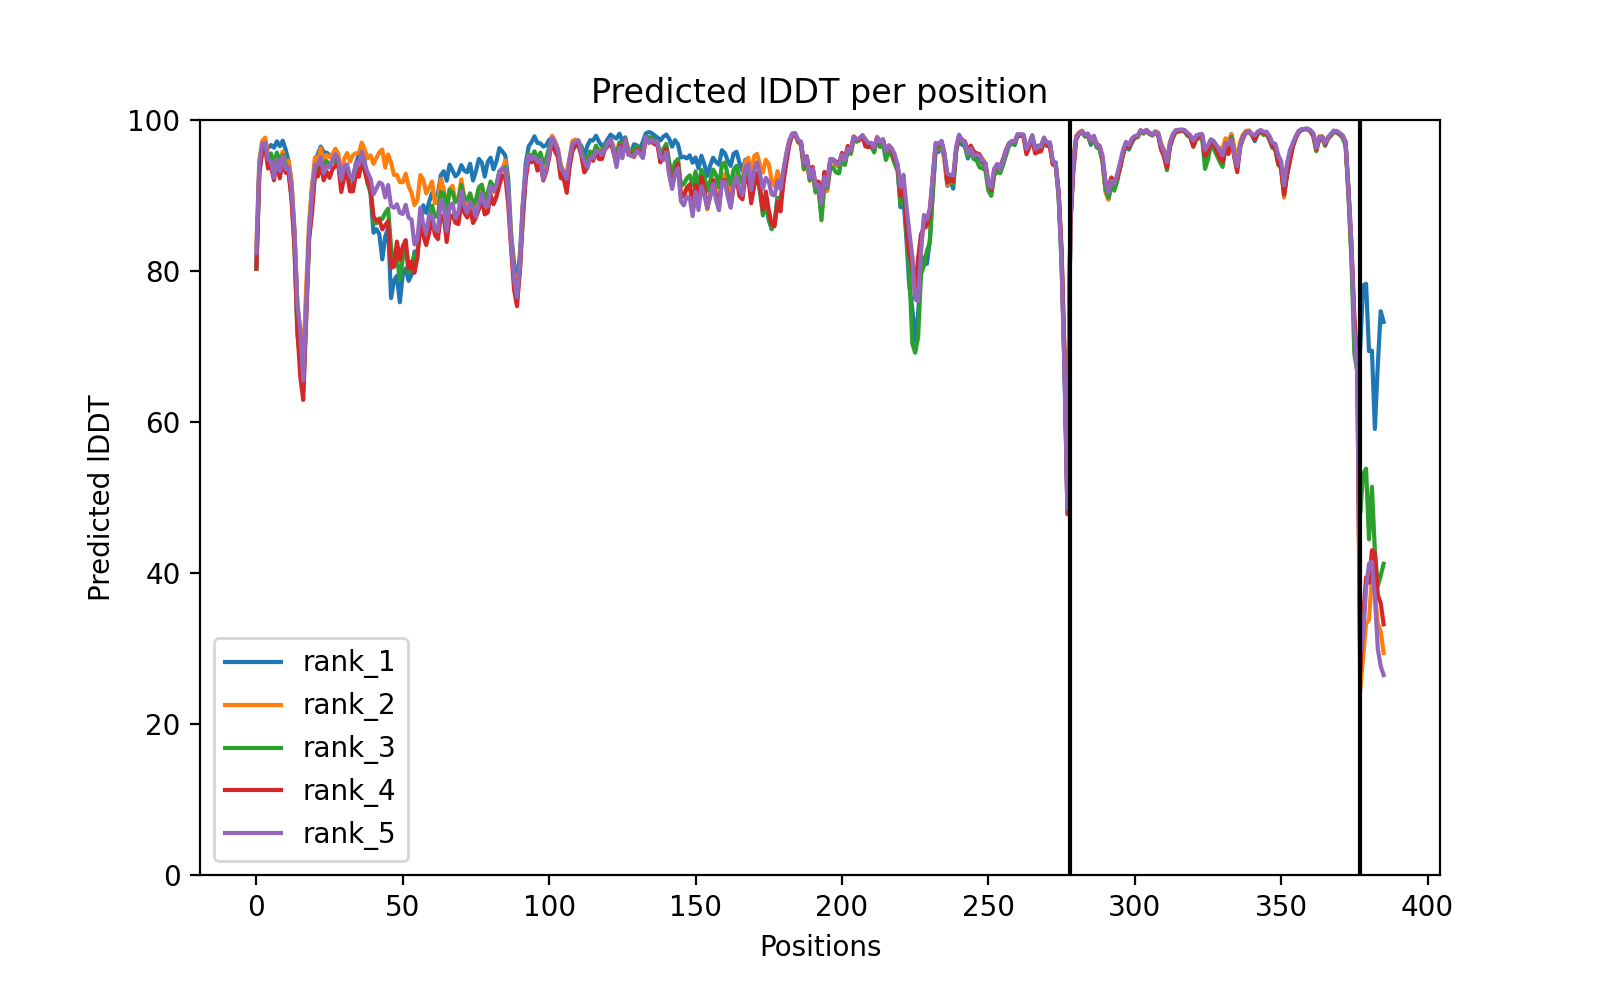 Predicted lDDT per position
100
80
60
40
20
0
Predicted lDDT
rank_1
rank_2
rank_3
rank_4
rank_5
0 50 100 150 200 250 300 350 400
Positions